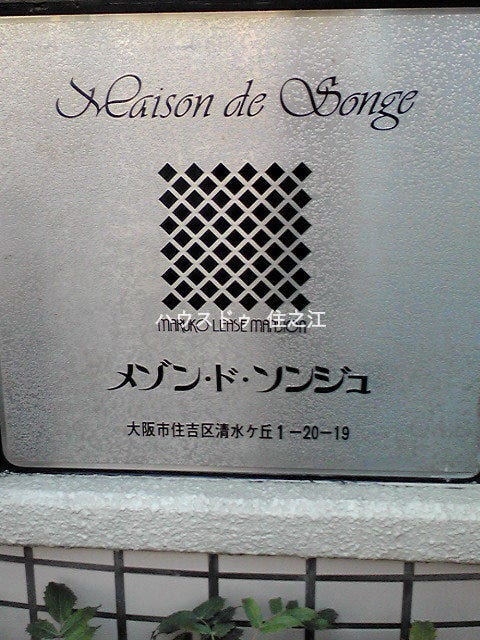 Maison de Songe
MARUKO LEASE MANSION
ハウスドゥ 住之江
メゾン・ド・ソンジュ
大阪市住吉区清水ケ丘1-20-19